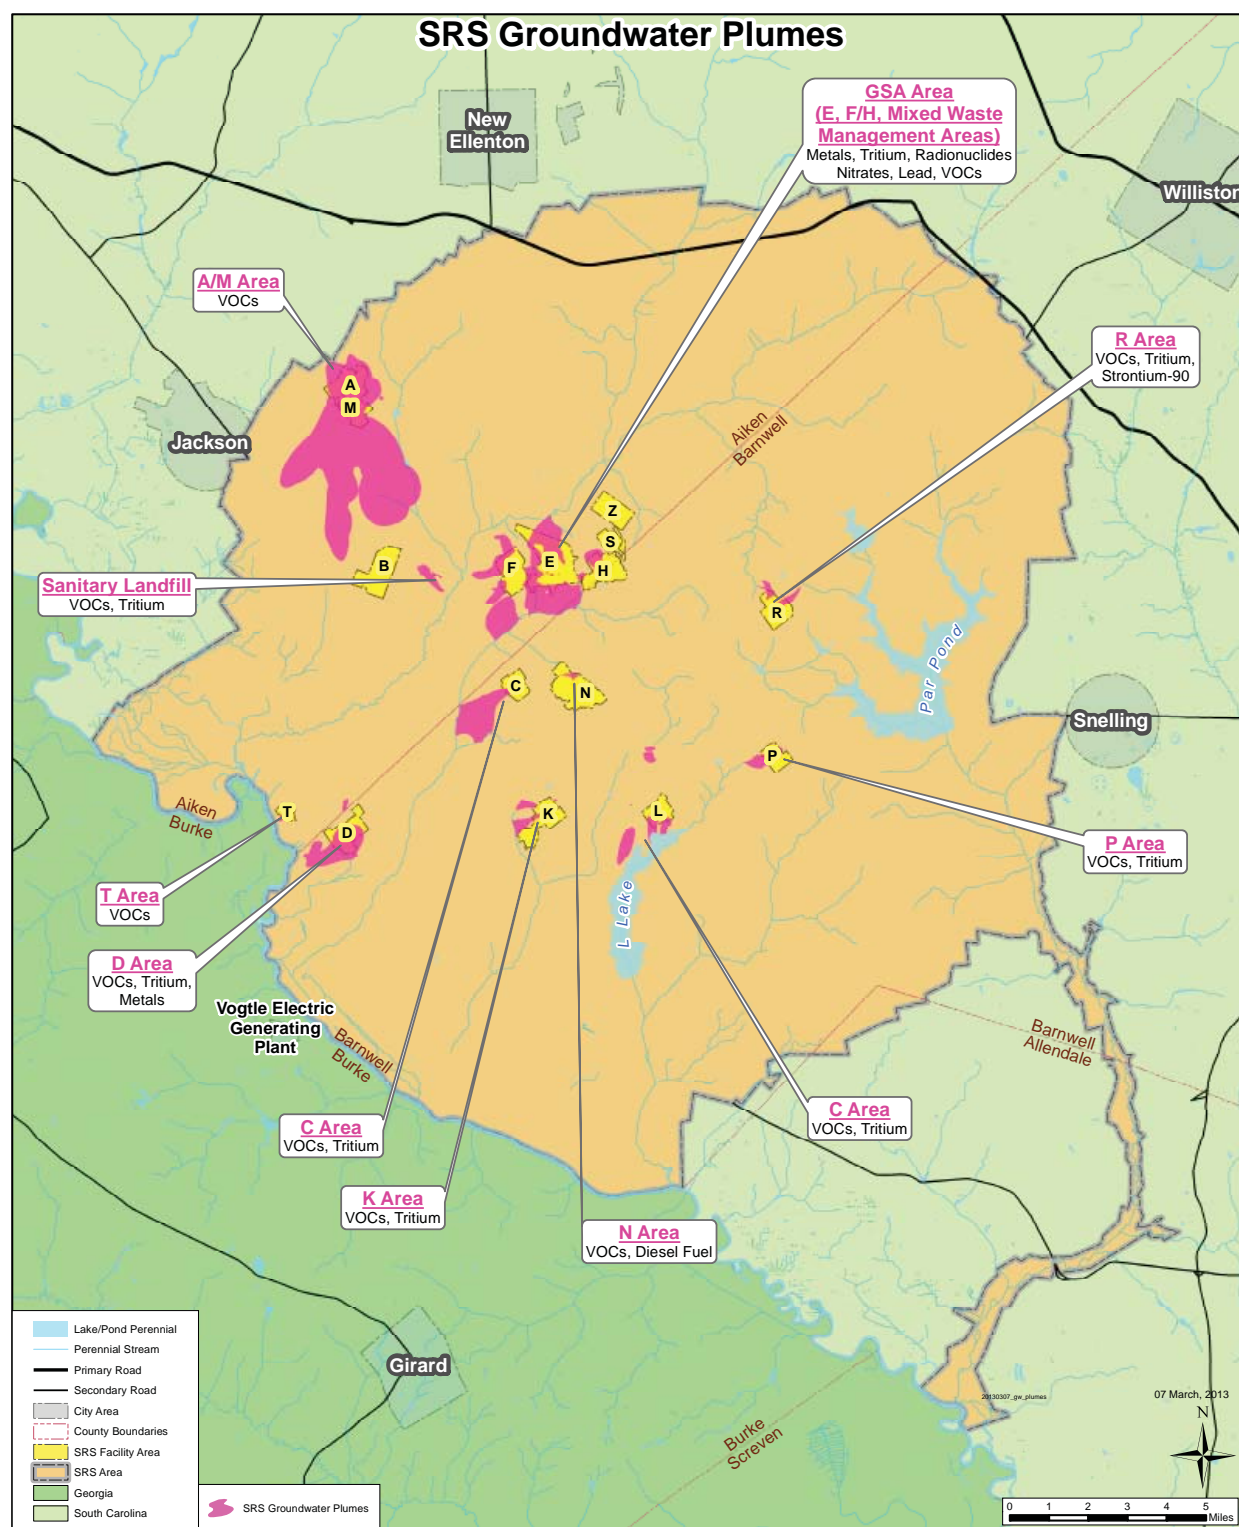 SRS Groundwater Plumes
New
Ellenton
GSA Area
(E, F/H, Mixed Waste
Management Areas)
Metals, Tritium, Radionuclides
Nitrates, Lead, VOCs
Williston
A/M Area
VOCs
R Area
VOCs, Tritium,
Strontium-90
A
M
Jackson
Aiken
Barnwell
Z
S
B
F
E
H
Sanitary Landfill
VOCs, Tritium
R
Par Pond
C
N
Snelling
P
T
Aiken
Burke
D
K
L
P Area
VOCs, Tritium
T Area
VOCs
L Lake
D Area
VOCs, Tritium,
Metals
Vogtle Electric
Generating
Plant
Barnwell
Burke
Barnwell
Allendale
C Area
VOCs, Tritium
C Area
VOCs, Tritium
K Area
VOCs, Tritium
N Area
VOCs, Diesel Fuel
Girard
Burke
Screven
20130307_gw_plumes
07 March, 2013
N
0 1 2 3 4 5
Miles
Lake/Pond Perennial
Perennial Stream
Primary Road
Secondary Road
City Area
County Boundaries
SRS Facility Area
SRS Area
Georgia
South Carolina
SRS Groundwater Plumes